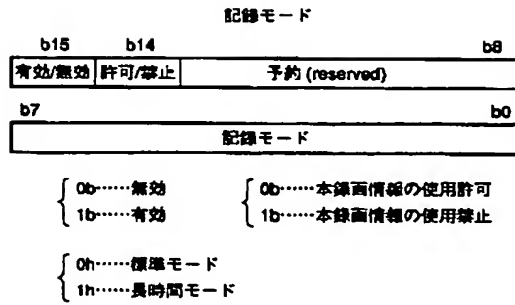 記録モード
b15 b14 b8
有効/無効 許可/禁止 予約 (reserved)
b7 b0
記録モード
0b……無効 0b……本録画情報の使用許可
1b……有効 1b……本録画情報の使用禁止
0h……標準モード
1h……長時間モード